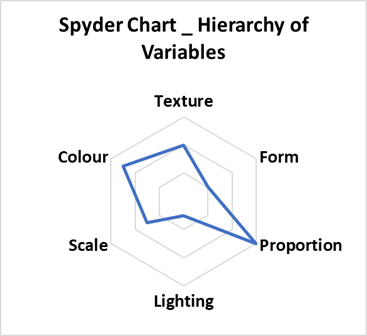 Spyder Chart _ Hierarchy of
Variables
Texture
Colour
Form
Scale
Proportion
Lighting